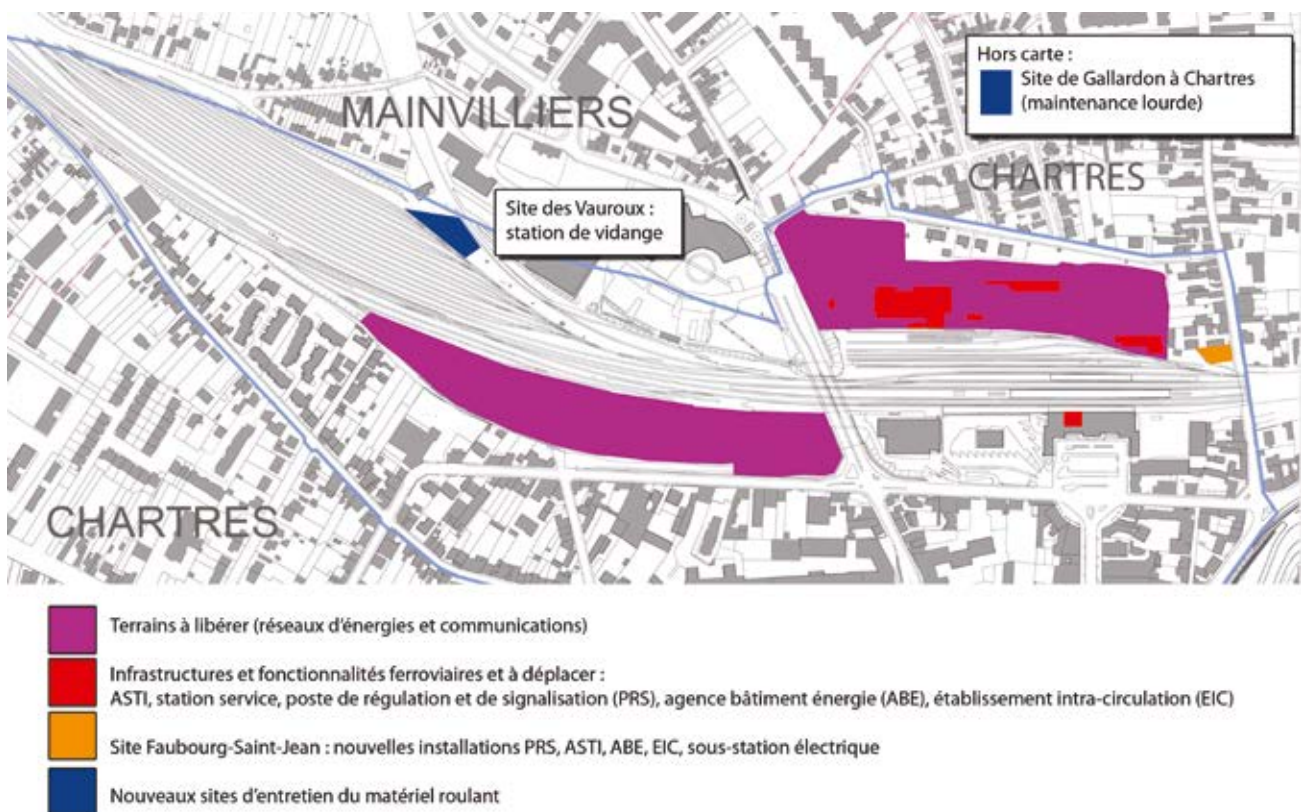 MAINVILLIERS
Hors carte :
Site de Gallardon à Chartres
(maintenance lourde)
CHARTRES
Site des Vauroux :
station de vidange
CHARTRES
Terrains à libérer (réseaux d'énergies et communications)
Infrastructures et fonctionnalités ferroviaires et à déplacer :
ASTI, station service, poste de régulation et de signalisation (PRS), agence bâtiment énergie (ABE), établissement intra-circulation (EIC)
Site Faubourg-Saint-Jean : nouvelles installations PRS, ASTI, ABE, EIC, sous-station électrique
Nouveaux sites d'entretien du matériel roulant